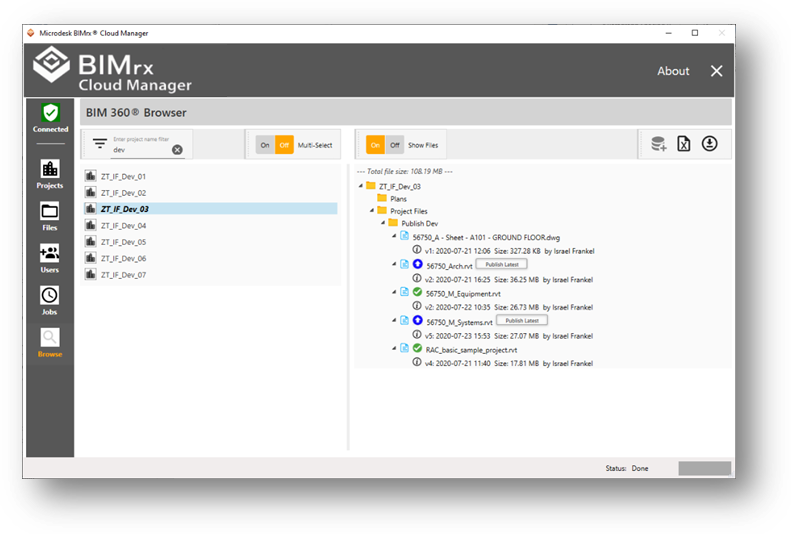 Microdesk BIMrx® Cloud Manager
BIMrx
Cloud Manager
About
Connected
Projects
Files
Users
Jobs
Browse
BIM 360® Browser
Enter project name filter
dev
On Off Multi-Select
On Off Show Files
ZT_IF_Dev_01
ZT_IF_Dev_02
ZT_IF_Dev_03
ZT_IF_Dev_04
ZT_IF_Dev_05
ZT_IF_Dev_06
ZT_IF_Dev_07
--- Total file size: 108.19 MB ---
ZT_IF_Dev_03
Plans
Project Files
Publish Dev
56750_A - Sheet - A101 - GROUND FLOOR.dwg
v1: 2020-07-21 12:06 Size: 327.28 KB by Israel Frankel
56750_Arch.rvt Publish Latest
v2: 2020-07-21 16:25 Size: 36.25 MB by Israel Frankel
56750_M_Equipment.rvt
v2: 2020-07-22 10:35 Size: 26.73 MB by Israel Frankel
56750_M_Systems.rvt Publish Latest
v5: 2020-07-23 15:53 Size: 27.07 MB by Israel Frankel
RAC_basic_sample_project.rvt
v4: 2020-07-21 11:40 Size: 17.81 MB by Israel Frankel
Status: Done